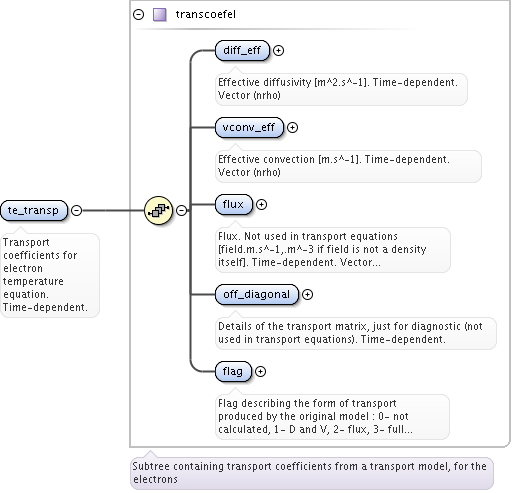 transcoefel
diff_eff
Effective diffusivity [m^2.s^-1]. Time-dependent.
Vector (nrho)
vconv_eff
Effective convection [m.s^-1]. Time-dependent.
Vector (nrho)
te_transp
Transport
coefficients for
electron
temperature
equation.
Time-dependent.
flux
Flux. Not used in transport equations
[field.m.s^-1,.m^-3 if field is not a density
itself]. Time-dependent. Vector...
off_diagonal
Details of the transport matrix, just for diagnostic (not
used in transport equations). Time-dependent.
flag
Flag describing the form of transport
produced by the original model : 0- not
calculated, 1- D and V, 2- flux, 3- full...
Subtree containing transport coefficients from a transport model, for the
electrons